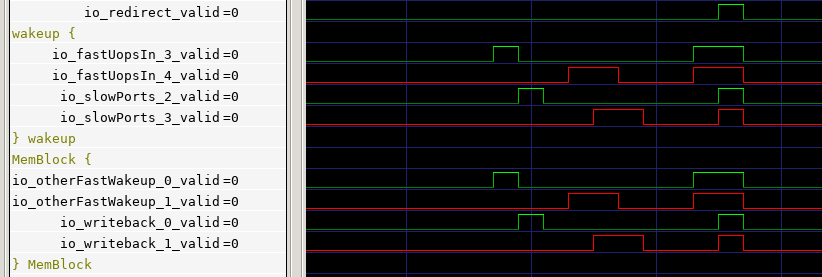 io_redirect_valid=0
wakeup {
io_fastUopsIn_3_valid=0
io_fastUopsIn_4_valid=0
io_slowPorts_2_valid=0
io_slowPorts_3_valid=0
} wakeup
MemBlock {
io_otherFastWakeup_0_valid=0
io_otherFastWakeup_1_valid=0
io_writeback_0_valid=0
io_writeback_1_valid=0
} MemBlock